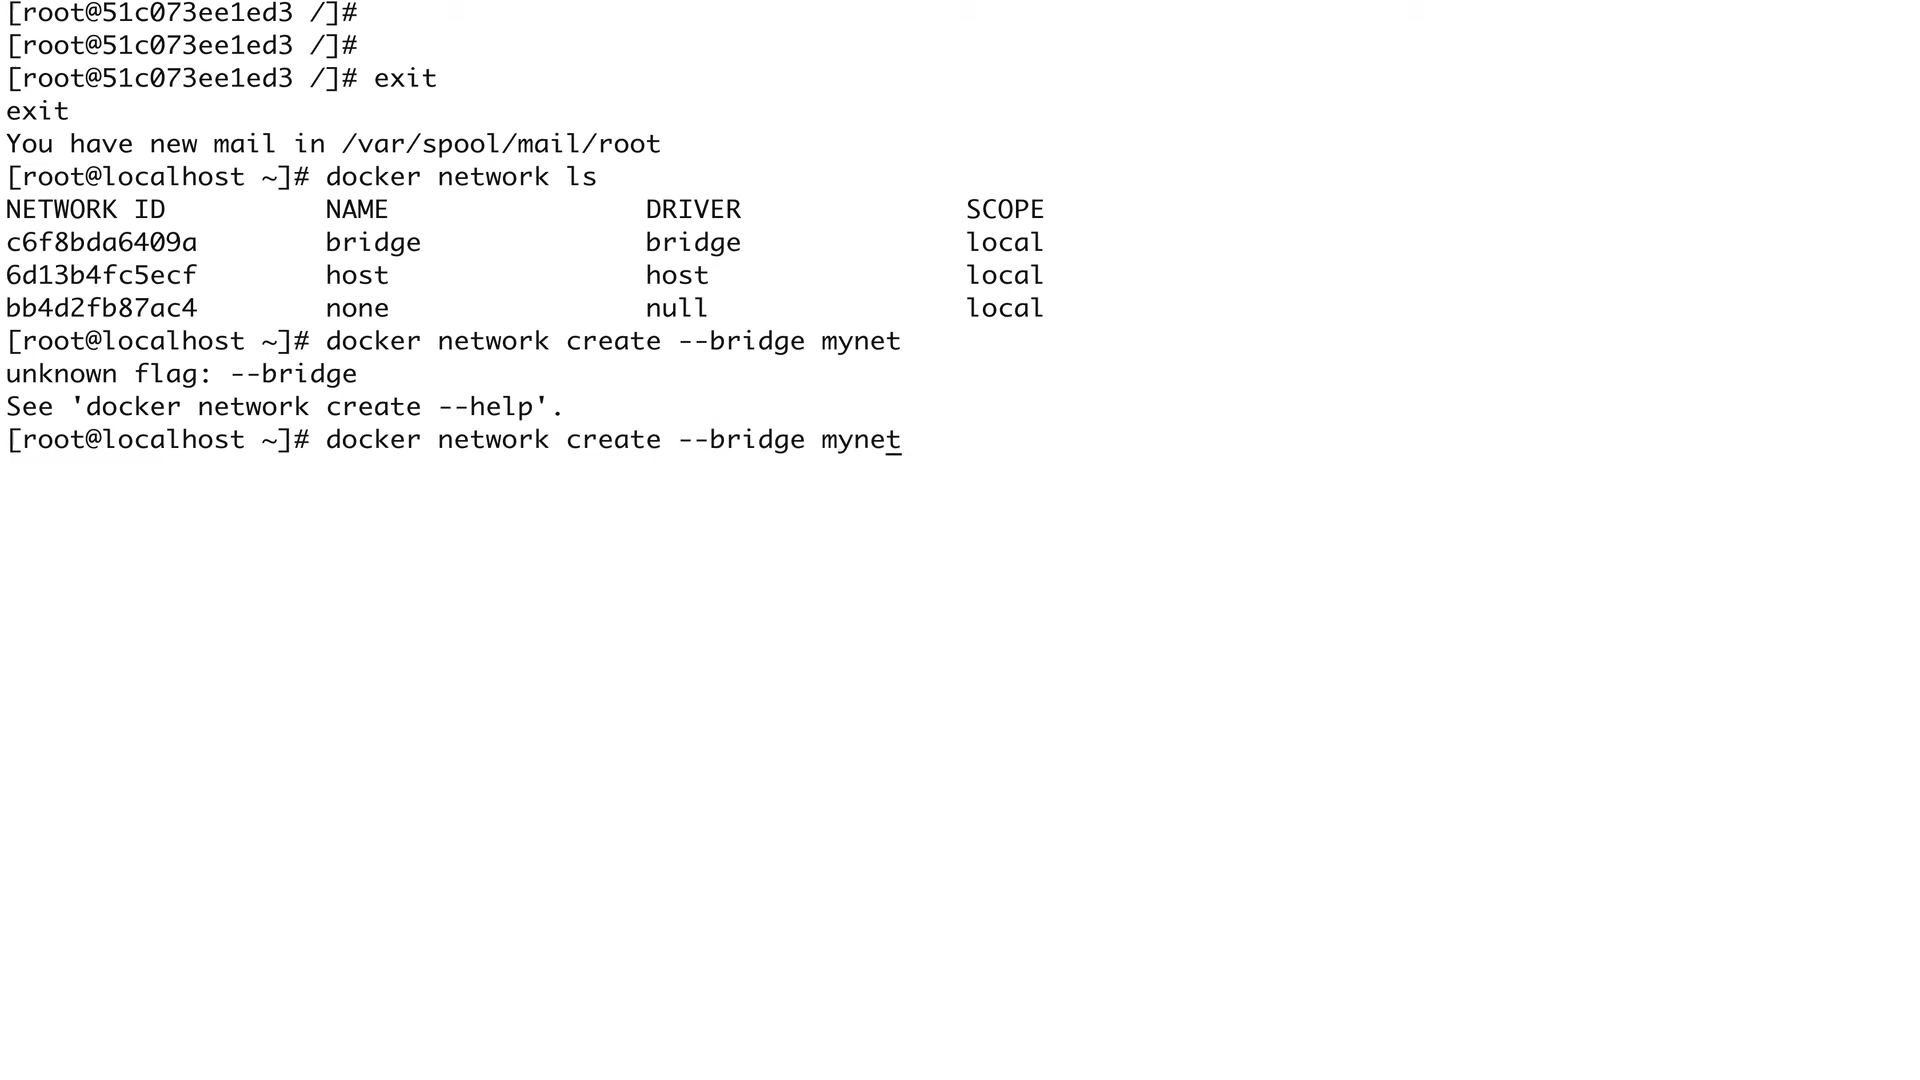 [root@51c073ee1ed3 /]#
[root@51c073ee1ed3 /]#
[root@51c073ee1ed3 /]# exit
exit
You have new mail in /var/spool/mail/root
[root@localhost ~]# docker network ls
NETWORK ID          NAME                DRIVER              SCOPE
c6f8bda6409a        bridge              bridge              local
6d13b4fc5ecf        host                host                local
bb4d2fb87ac4        none                null                local
[root@localhost ~]# docker network create --bridge mynet
unknown flag: --bridge
See 'docker network create --help'.
[root@localhost ~]# docker network create --bridge mynet